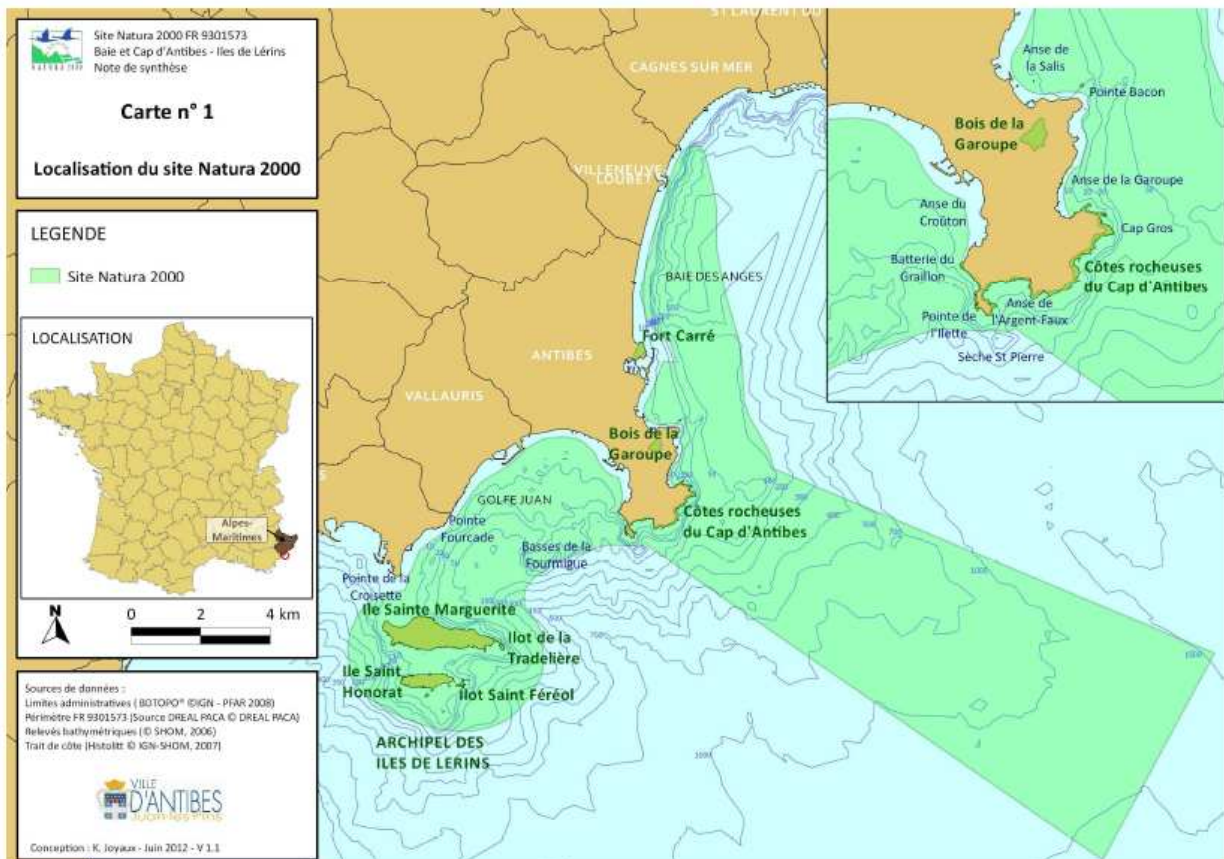 Site Natura 2000 FR 9301573
Baie et Cap d'Antibes - Iles de Lérins
Note de synthèse
NATURA 2000
Carte n° 1
Localisation du site Natura 2000
LEGENDE
Site Natura 2000
LOCALISATION
Alpes-
Maritimes
N
0 2 4 km
Sources de données :
Limites administratives ( BDTOPO® ©IGN - PFAR 2008)
Périmètre FR 9301573 (Source DREAL PACA © DREAL PACA)
Relevés bathymétriques (© SHOM, 2006)
Trait de côte (Histolitt © IGN-SHOM, 2007)
VILLE
D'ANTIBES
JUAN-LES-PINS
Conception : K. Joyaux - Juin 2012 - V 1.1
ST LAURENT DU
CAGNES SUR MER
VILLENEUVE
LOUBET
BAIE DES ANGES
Fort Carré
ANTIBES
VALLAURIS
Bois de la
Garoupe
GOLFE JUAN
Côtes rocheuses
du Cap d'Antibes
Pointe
Fourcade
Basses de la
Fourmigue
Pointe de la
Croisette
Ile Sainte Marguerite
Ilot de la
Tradelière
Ile Saint
Honorat
Ilot Saint Féréol
ARCHIPEL DES
ILES DE LERINS
1000
Anse de
la Salis
Pointe Bacon
Bois de la
Garoupe
Anse de la Garoupe
Anse du
Croûton
Cap Gros
Batterie du
Graillon
Côtes rocheuses
du Cap d'Antibes
Anse de
l'Argent-Faux
Pointe de
l'Ilette
Sèche St Pierre